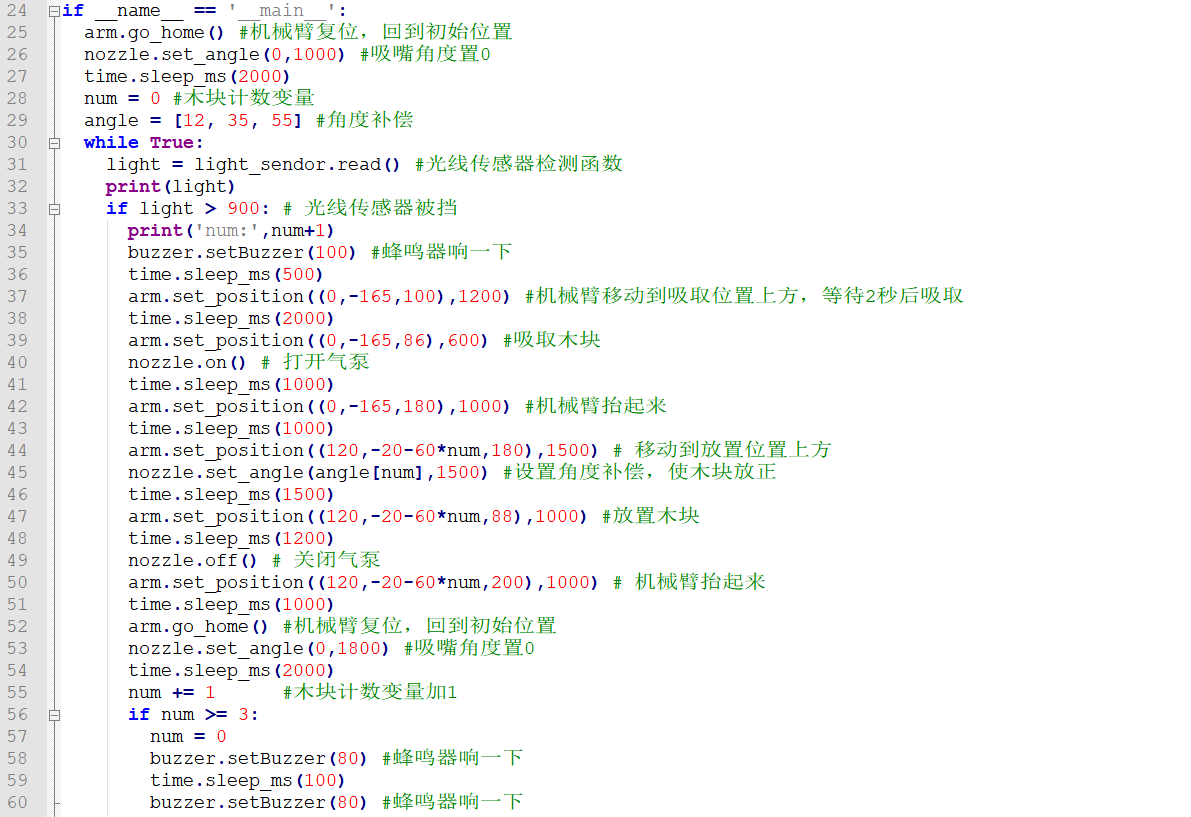 24 if __name__ == '__main__':
25   arm.go_home() #机械臂复位，回到初始位置
26   nozzle.set_angle(0,1000) #吸嘴角度置0
27   time.sleep_ms(2000)
28   num = 0 #木块计数变量
29   angle = [12, 35, 55] #角度补偿
30   while True:
31     light = light_sendor.read() #光线传感器检测函数
32     print(light)
33     if light > 900: # 光线传感器被挡
34       print('num:',num+1)
35       buzzer.setBuzzer(100) #蜂鸣器响一下
36       time.sleep_ms(500)
37       arm.set_position((0,-165,100),1200) #机械臂移动到吸取位置上方，等待2秒后吸取
38       time.sleep_ms(2000)
39       arm.set_position((0,-165,86),600) #吸取木块
40       nozzle.on() # 打开气泵
41       time.sleep_ms(1000)
42       arm.set_position((0,-165,180),1000) #机械臂抬起来
43       time.sleep_ms(1000)
44       arm.set_position((120,-20-60*num,180),1500) # 移动到放置位置上方
45       nozzle.set_angle(angle[num],1500) #设置角度补偿，使木块放正
46       time.sleep_ms(1500)
47       arm.set_position((120,-20-60*num,88),1000) #放置木块
48       time.sleep_ms(1200)
49       nozzle.off() # 关闭气泵
50       arm.set_position((120,-20-60*num,200),1000) # 机械臂抬起来
51       time.sleep_ms(1000)
52       arm.go_home() #机械臂复位，回到初始位置
53       nozzle.set_angle(0,1800) #吸嘴角度置0
54       time.sleep_ms(2000)
55       num += 1      #木块计数变量加1
56       if num >= 3:
57         num = 0
58         buzzer.setBuzzer(80) #蜂鸣器响一下
59         time.sleep_ms(100)
60         buzzer.setBuzzer(80) #蜂鸣器响一下